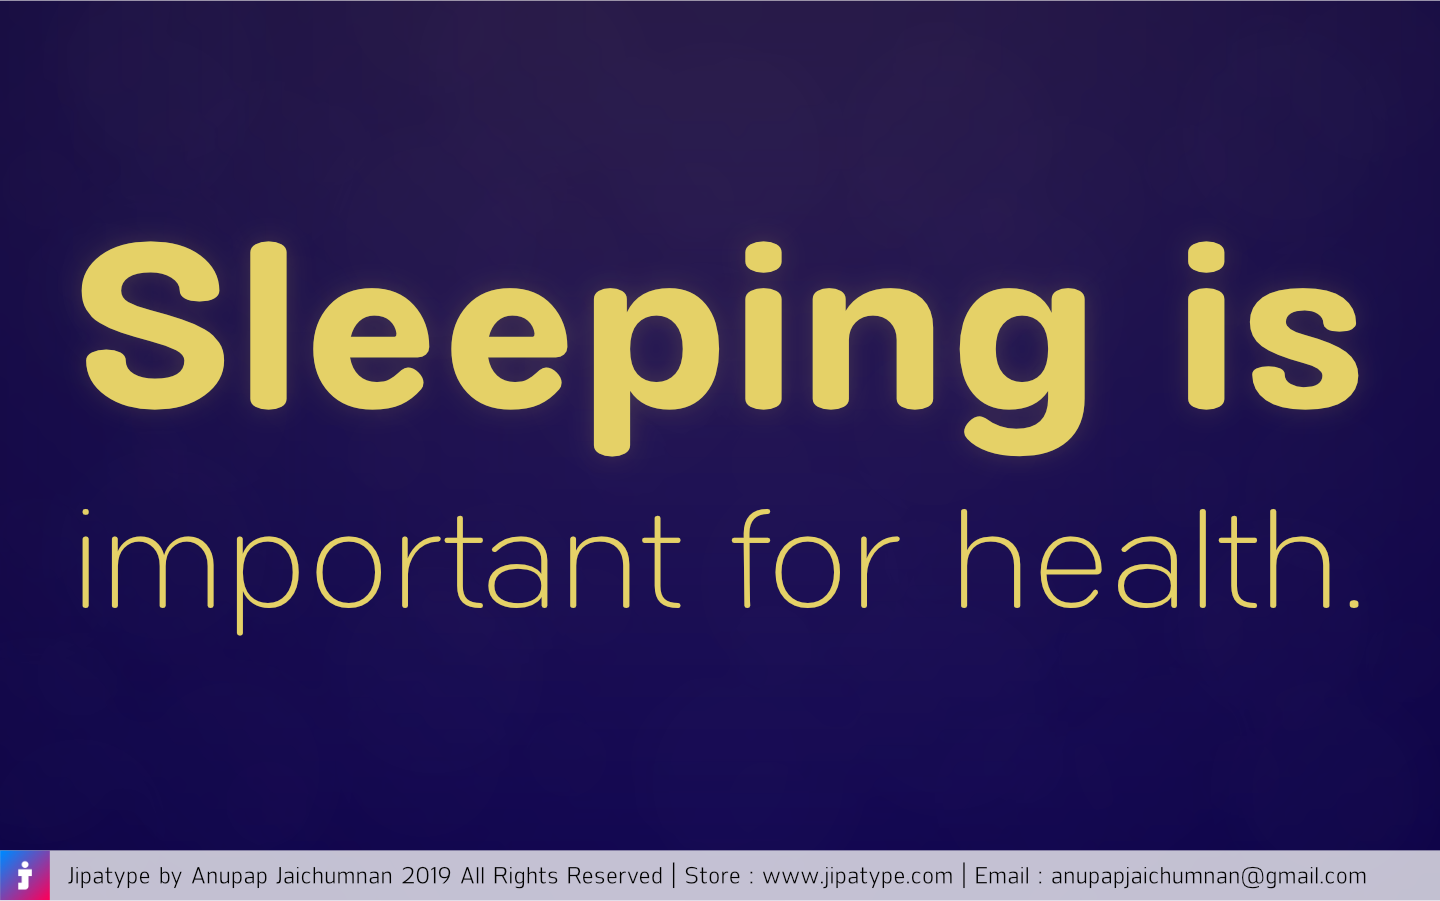 Sleeping is
important for health.
Jipatype by Anupap Jaichumnan 2019 All Rights Reserved | Store : www.jipatype.com | Email : anupapjaichumnan@gmail.com